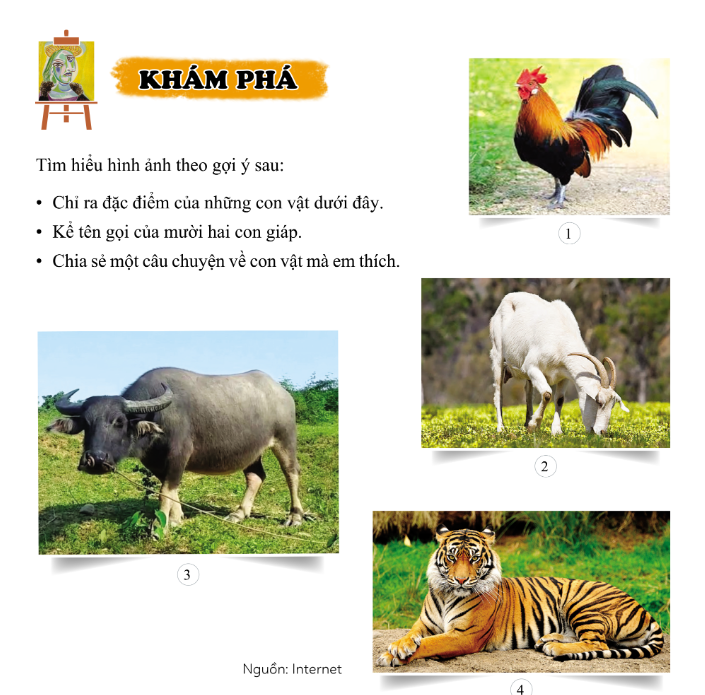 KHÁM PHÁ
Tìm hiểu hình ảnh theo gợi ý sau:
• Chỉ ra đặc điểm của những con vật dưới đây.
• Kể tên gọi của mười hai con giáp.
• Chia sẻ một câu chuyện về con vật mà em thích.
1
2
3
4
Nguồn: Internet